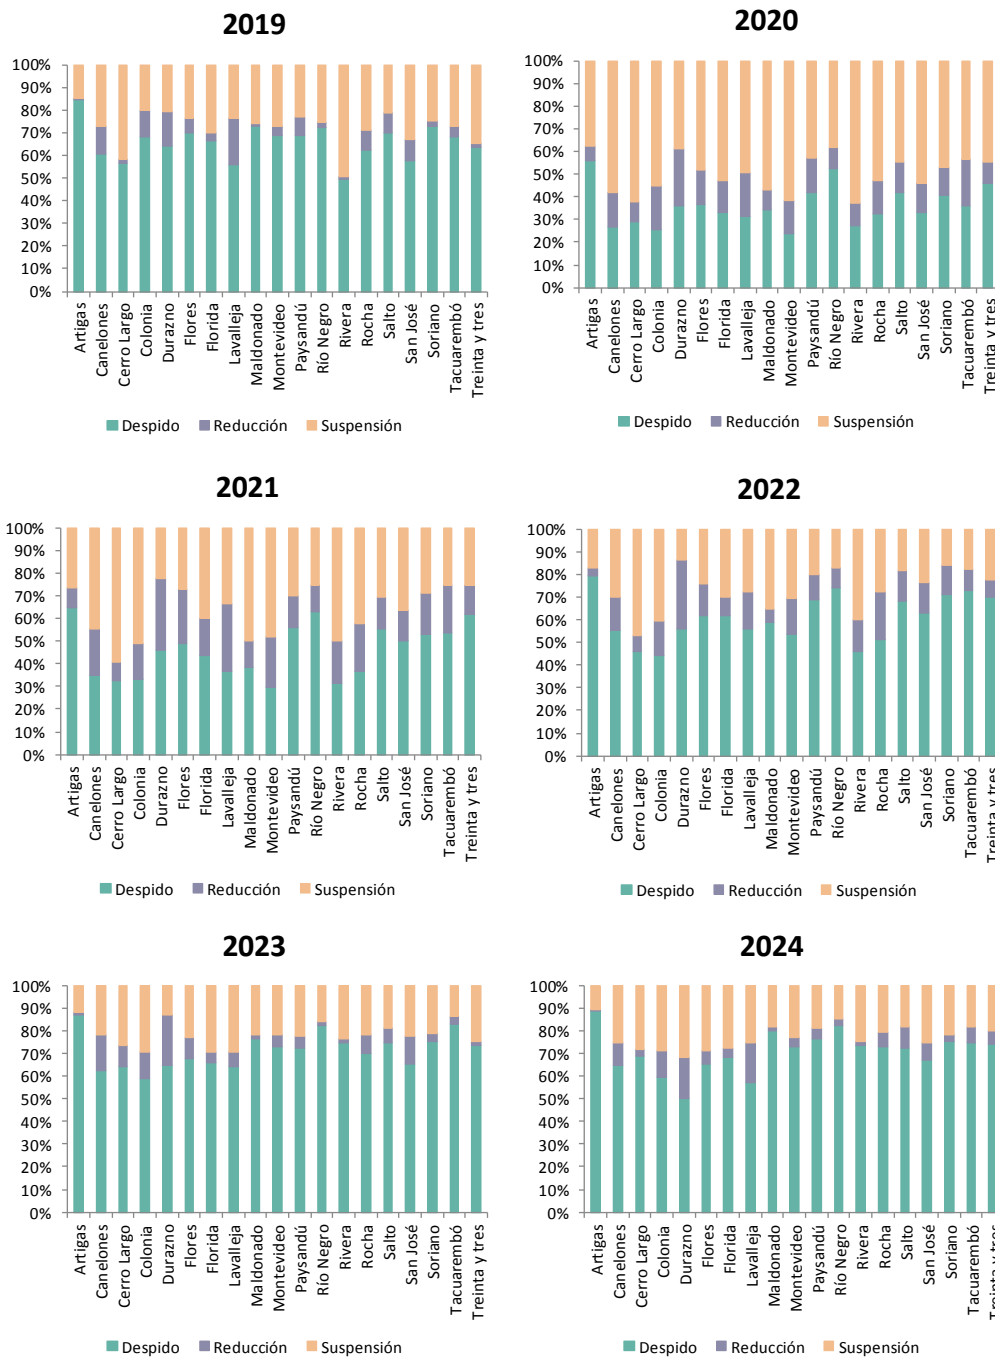 2019
100%
90%
80%
70%
60%
50%
40%
30%
20%
10%
0%
Artigas
Canelones
Cerro Largo
Colonia
Durazno
Flores
Florida
Lavalleja
Maldonado
Montevideo
Paysandú
Río Negro
Rivera
Rocha
Salto
San José
Soriano
Tacuarembó
Treinta y tres
Despido Reducción Suspensión
2020
100%
90%
80%
70%
60%
50%
40%
30%
20%
10%
0%
Artigas
Canelones
Cerro Largo
Colonia
Durazno
Flores
Florida
Lavalleja
Maldonado
Montevideo
Paysandú
Río Negro
Rivera
Rocha
Salto
San José
Soriano
Tacuarembó
Treinta y tres
Despido Reducción Suspensión
2021
100%
90%
80%
70%
60%
50%
40%
30%
20%
10%
0%
Artigas
Canelones
Cerro Largo
Colonia
Durazno
Flores
Florida
Lavalleja
Maldonado
Montevideo
Paysandú
Río Negro
Rivera
Rocha
Salto
San José
Soriano
Tacuarembó
Treinta y tres
Despido Reducción Suspensión
2022
100%
90%
80%
70%
60%
50%
40%
30%
20%
10%
0%
Artigas
Canelones
Cerro Largo
Colonia
Durazno
Flores
Florida
Lavalleja
Maldonado
Montevideo
Paysandú
Río Negro
Rivera
Rocha
Salto
San José
Soriano
Tacuarembó
Treinta y tres
Despido Reducción Suspensión
2023
100%
90%
80%
70%
60%
50%
40%
30%
20%
10%
0%
Artigas
Canelones
Cerro Largo
Colonia
Durazno
Flores
Florida
Lavalleja
Maldonado
Montevideo
Paysandú
Río Negro
Rivera
Rocha
Salto
San José
Soriano
Tacuarembó
Treinta y tres
Despido Reducción Suspensión
2024
100%
90%
80%
70%
60%
50%
40%
30%
20%
10%
0%
Artigas
Canelones
Cerro Largo
Colonia
Durazno
Flores
Florida
Lavalleja
Maldonado
Montevideo
Paysandú
Río Negro
Rivera
Rocha
Salto
San José
Soriano
Tacuarembó
Treinta y tres
Despido Reducción Suspensión